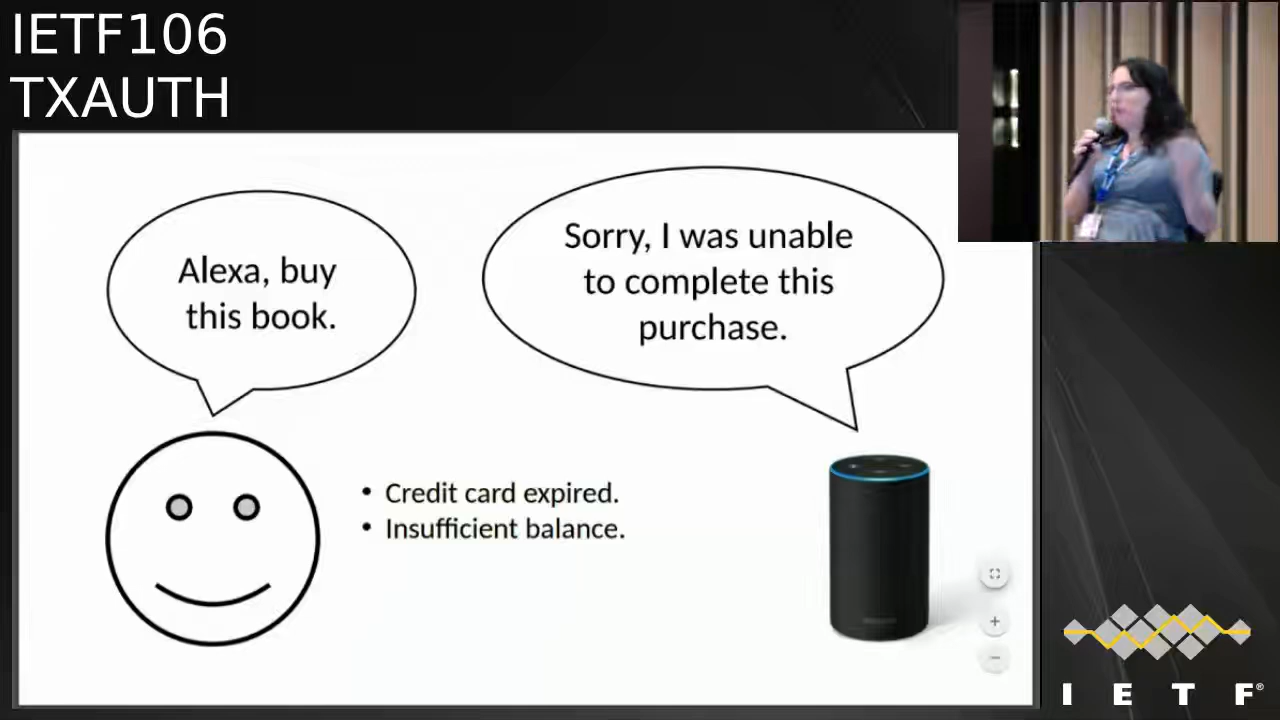 IETF106
TXAUTH
Alexa, buy
this book.
Sorry, I was unable
to complete this
purchase.
• Credit card expired.
• Insufficient balance.
I E T F®